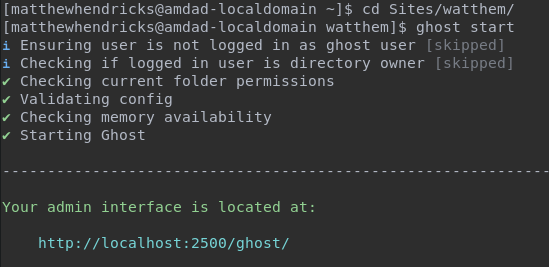 [matthewhendricks@amdad-localdomain ~]$ cd Sites/watthem/
[matthewhendricks@amdad-localdomain watthem]$ ghost start
ℹ Ensuring user is not logged in as ghost user [skipped]
ℹ Checking if logged in user is directory owner [skipped]
✔ Checking current folder permissions
✔ Validating config
✔ Checking memory availability
✔ Starting Ghost
-------------------------------------------------------------
Your admin interface is located at:
http://localhost:2500/ghost/